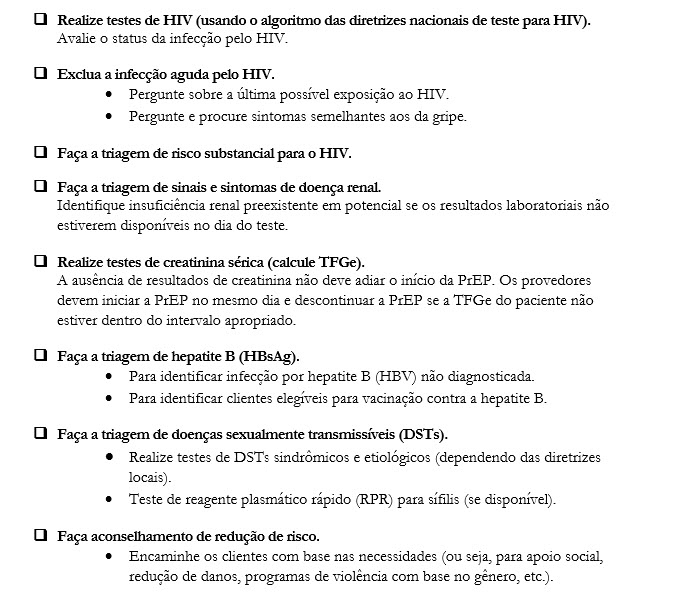 ❑ Realize testes de HIV (usando o algoritmo das diretrizes nacionais de teste para HIV).
Avalie o status da infecção pelo HIV.
❑ Exclua a infecção aguda pelo HIV.
• Pergunte sobre a última possível exposição ao HIV.
• Pergunte e procure sintomas semelhantes aos da gripe.
❑ Faça a triagem de risco substancial para o HIV.
❑ Faça a triagem de sinais e sintomas de doença renal.
Identifique insuficiência renal preexistente em potencial se os resultados laboratoriais não
estiverem disponíveis no dia do teste.
❑ Realize testes de creatinina sérica (calcule TFGe).
A ausência de resultados de creatinina não deve adiar o início da PrEP. Os provedores
devem iniciar a PrEP no mesmo dia e descontinuar a PrEP se a TFGe do paciente não
estiver dentro do intervalo apropriado.
❑ Faça a triagem de hepatite B (HBsAg).
• Para identificar infecção por hepatite B (HBV) não diagnosticada.
• Para identificar clientes elegíveis para vacinação contra a hepatite B.
❑ Faça a triagem de doenças sexualmente transmissíveis (DSTs).
• Realize testes de DSTs sindrômicos e etiológicos (dependendo das diretrizes
locais).
• Teste de reagente plasmático rápido (RPR) para sífilis (se disponível).
❑ Faça aconselhamento de redução de risco.
• Encaminhe os clientes com base nas necessidades (ou seja, para apoio social,
redução de danos, programas de violência com base no gênero, etc.).